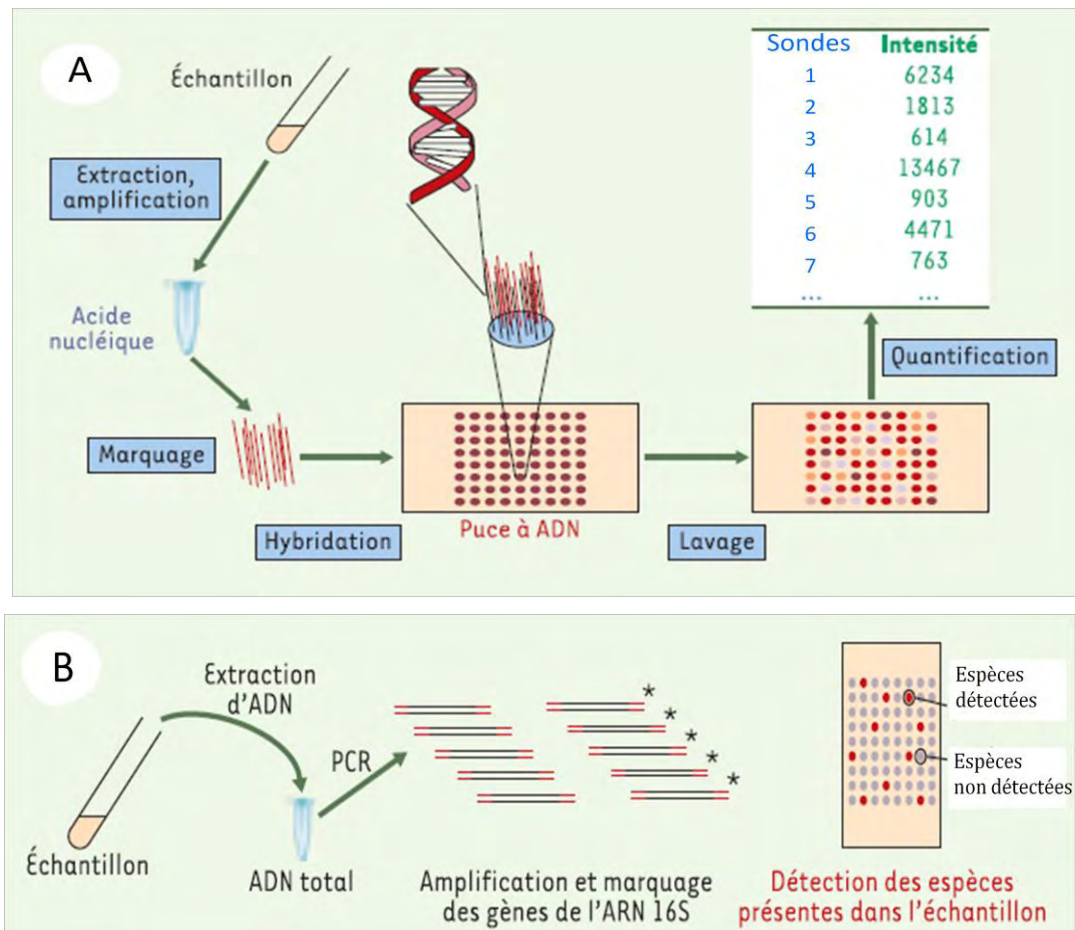 A
Échantillon
Extraction,
amplification
Acide
nucléique
Marquage
Hybridation
Puce à ADN
Lavage
Quantification
Sondes Intensité
1 6234
2 1813
3 614
4 13467
5 903
6 4471
7 763
... ...
B
Extraction
d'ADN
Échantillon
ADN total
PCR
* * * * *
Amplification et marquage
des gènes de l'ARN 16S
Espèces
détectées
Espèces
non détectées
Détection des espèces
présentes dans l'échantillon